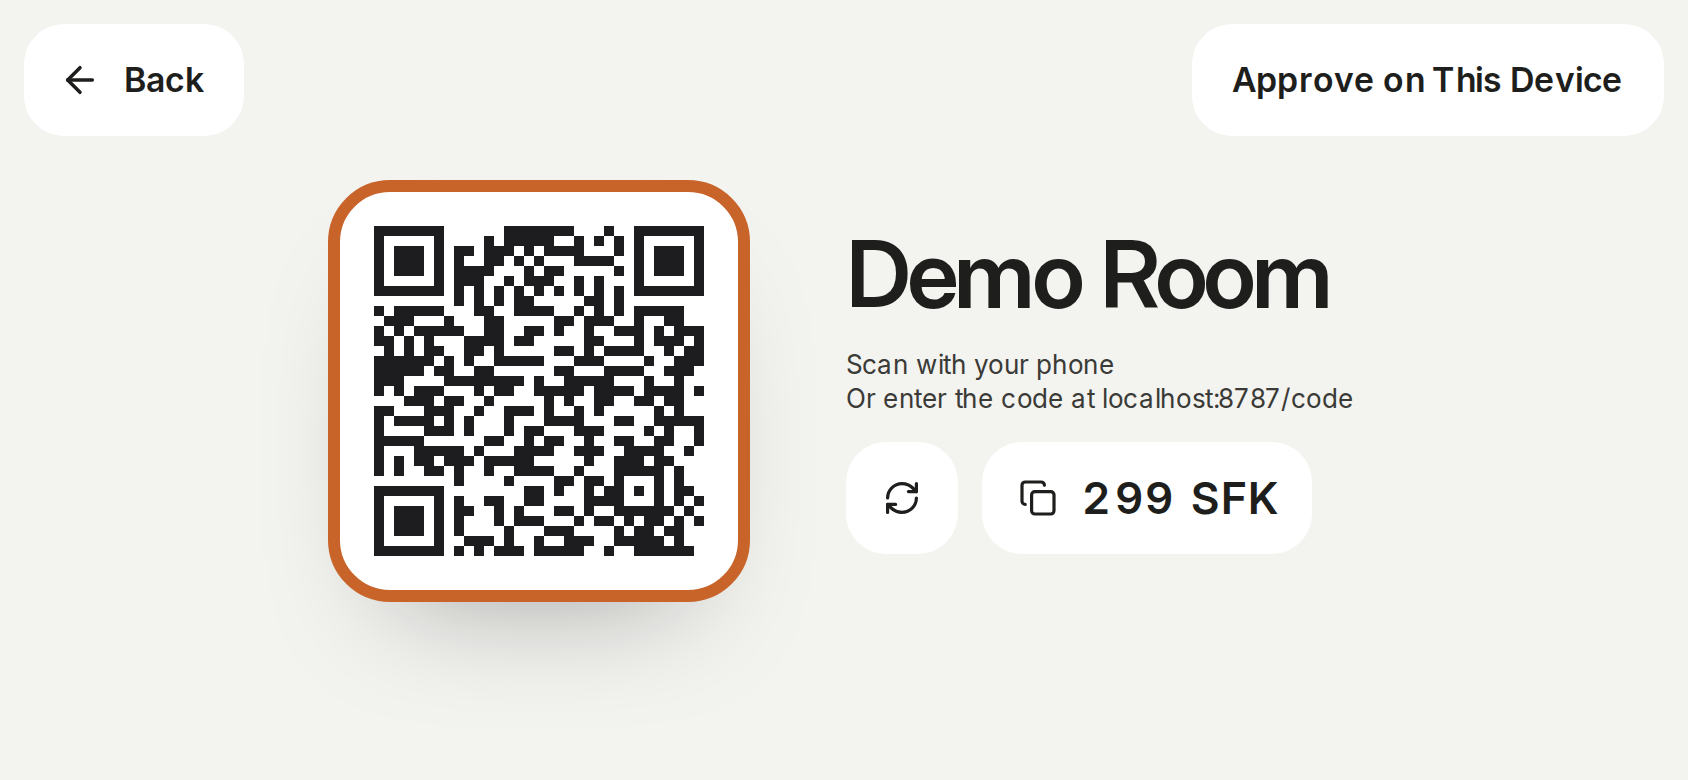 Back
Approve on This Device
Demo Room
Scan with your phone
Or enter the code at localhost:8787/code
299 SFK